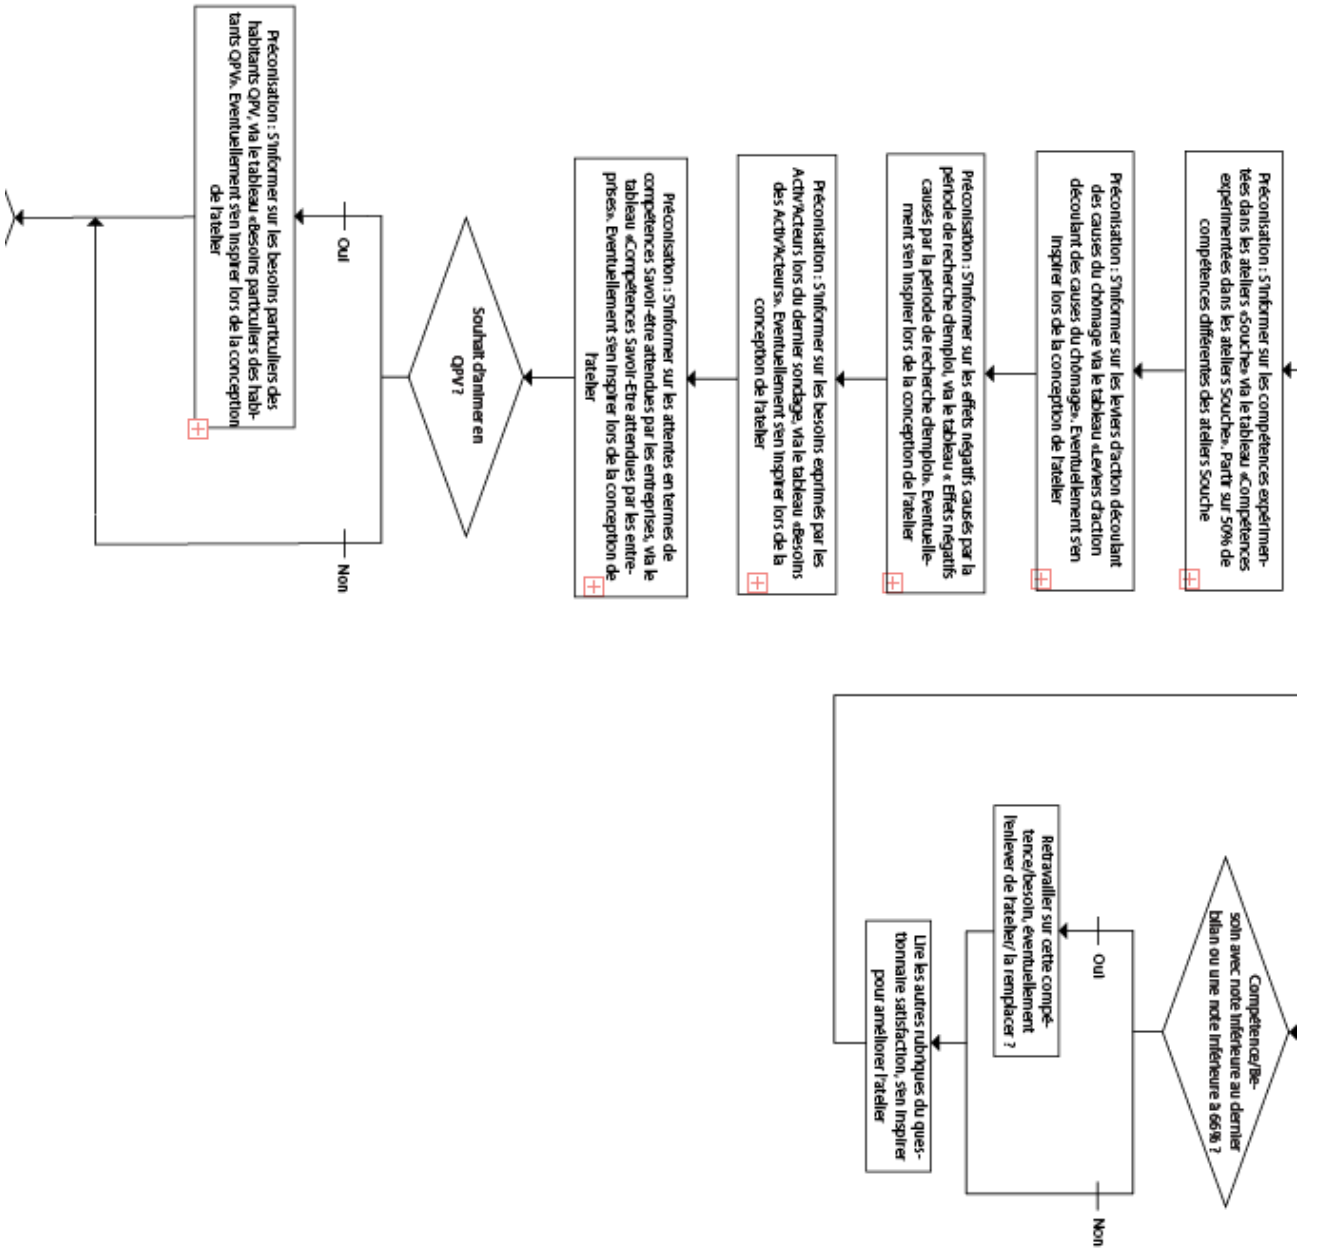 Préconisation : S'informer sur les compétences expérimen-
tées dans les ateliers «Souche» via le tableau «Compétences
expérimentées dans les ateliers Souche». Partir sur 50% de
compétences différentes des ateliers Souche
Préconisation : S'informer sur les leviers d'action découlant
des causes du chômage via le tableau «Leviers d'action
découlant des causes du chômage». Eventuellement s'en
inspirer lors de la conception de l'atelier
Préconisation : S'informer sur les effets négatifs causés par la
période de recherche d'emploi, via le tableau « Effets négatifs
causés par la période de recherche d'emploi». Eventuelle-
ment s'en inspirer lors de la conception de l'atelier
Préconisation : S'informer sur les besoins exprimés par les
Activ'Acteurs lors du dernier sondage, via le tableau «Besoins
des Activ'Acteurs». Eventuellement s'en inspirer lors de la
conception de l'atelier
Préconisation : S'informer sur les attentes en termes de
compétences Savoir-être attendues par les entreprises, via le
tableau «Compétences Savoir-Etre attendues par les entre-
prises». Eventuellement s'en inspirer lors de la conception de
l'atelier
Souhait d'animer en
QPV ?
Oui
Non
Préconisation : S'informer sur les besoins particuliers des
habitants QPV, via le tableau «Besoins particuliers des habi-
tants QPV». Eventuellement s'en inspirer lors de la conception
de l'atelier
Compétence/Be-
soin avec note inférieure au dernier
bilan ou une note inférieure à 66% ?
Oui
Non
Retravailler sur cette compé-
tence/besoin, éventuellement
l'enlever de l'atelier/ la remplacer ?
Lire les autres rubriques du ques-
tionnaire satisfaction, s'en inspirer
pour améliorer l'atelier